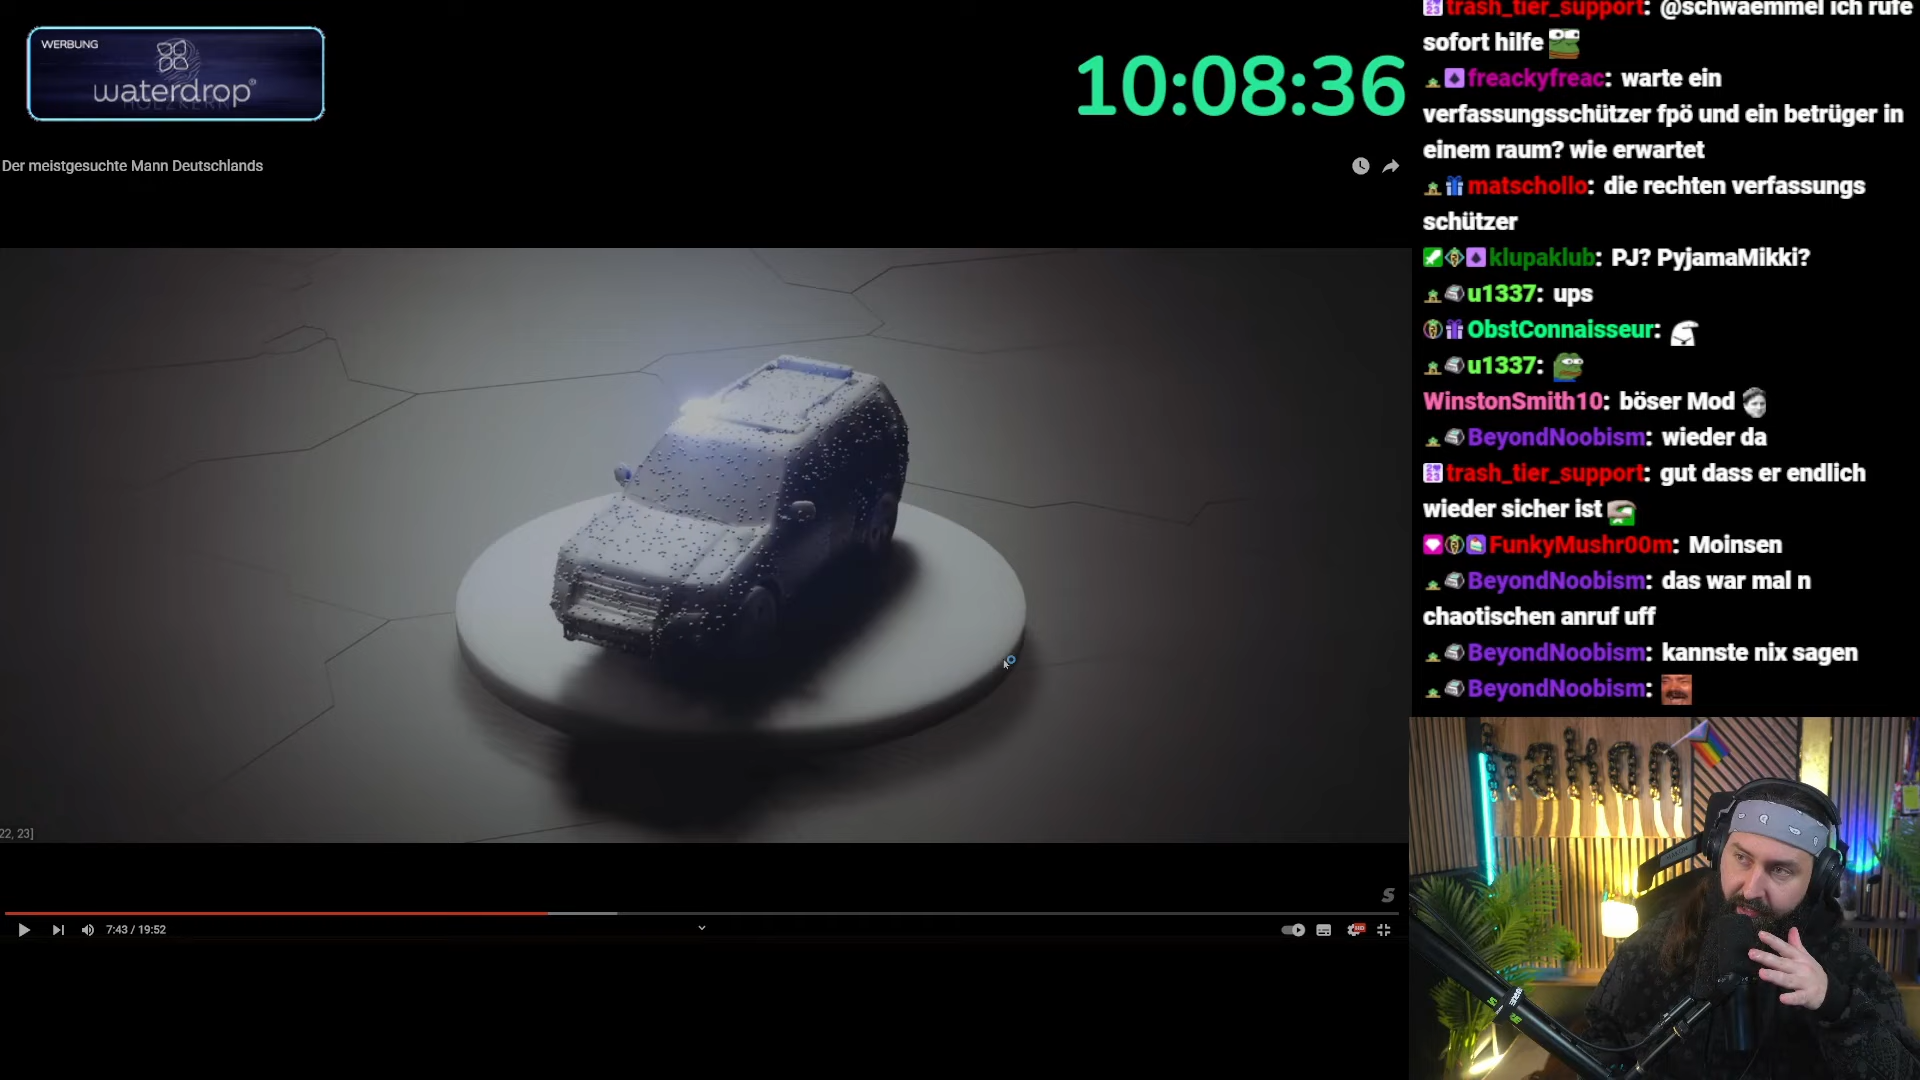 WERBUNG
waterdrop®
10:08:36
Der meistgesuchte Mann Deutschlands
22, 23]
7:43 / 19:52
HD
trash_tier_support: @schwaemmel ich rufe
sofort hilfe
freackyfreac: warte ein
verfassungsschützer fpö und ein betrüger in
einem raum? wie erwartet
matschollo: die rechten verfassungs
schützer
klupaklub: PJ? PyjamaMikki?
u1337: ups
ObstConnaisseur:
u1337:
WinstonSmith10: böser Mod
BeyondNoobism: wieder da
trash_tier_support: gut dass er endlich
wieder sicher ist
FunkyMushr00m: Moinsen
BeyondNoobism: das war mal n
chaotischen anruf uff
BeyondNoobism: kannste nix sagen
BeyondNoobism: